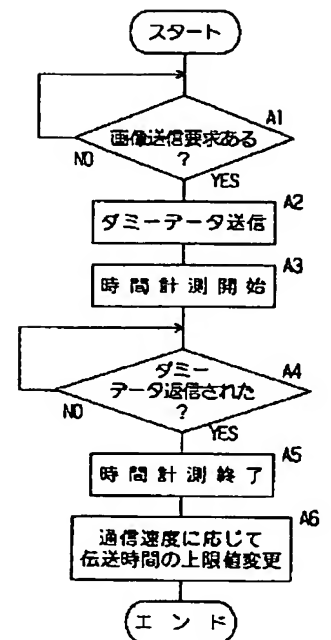 スタート
A1
画像送信要求ある
?
NO
YES
A2
ダミーデータ送信
A3
時間計測開始
A4
ダミー
データ返信された
?
NO
YES
A5
時間計測終了
A6
通信速度に応じて
伝送時間の上限値変更
エンド